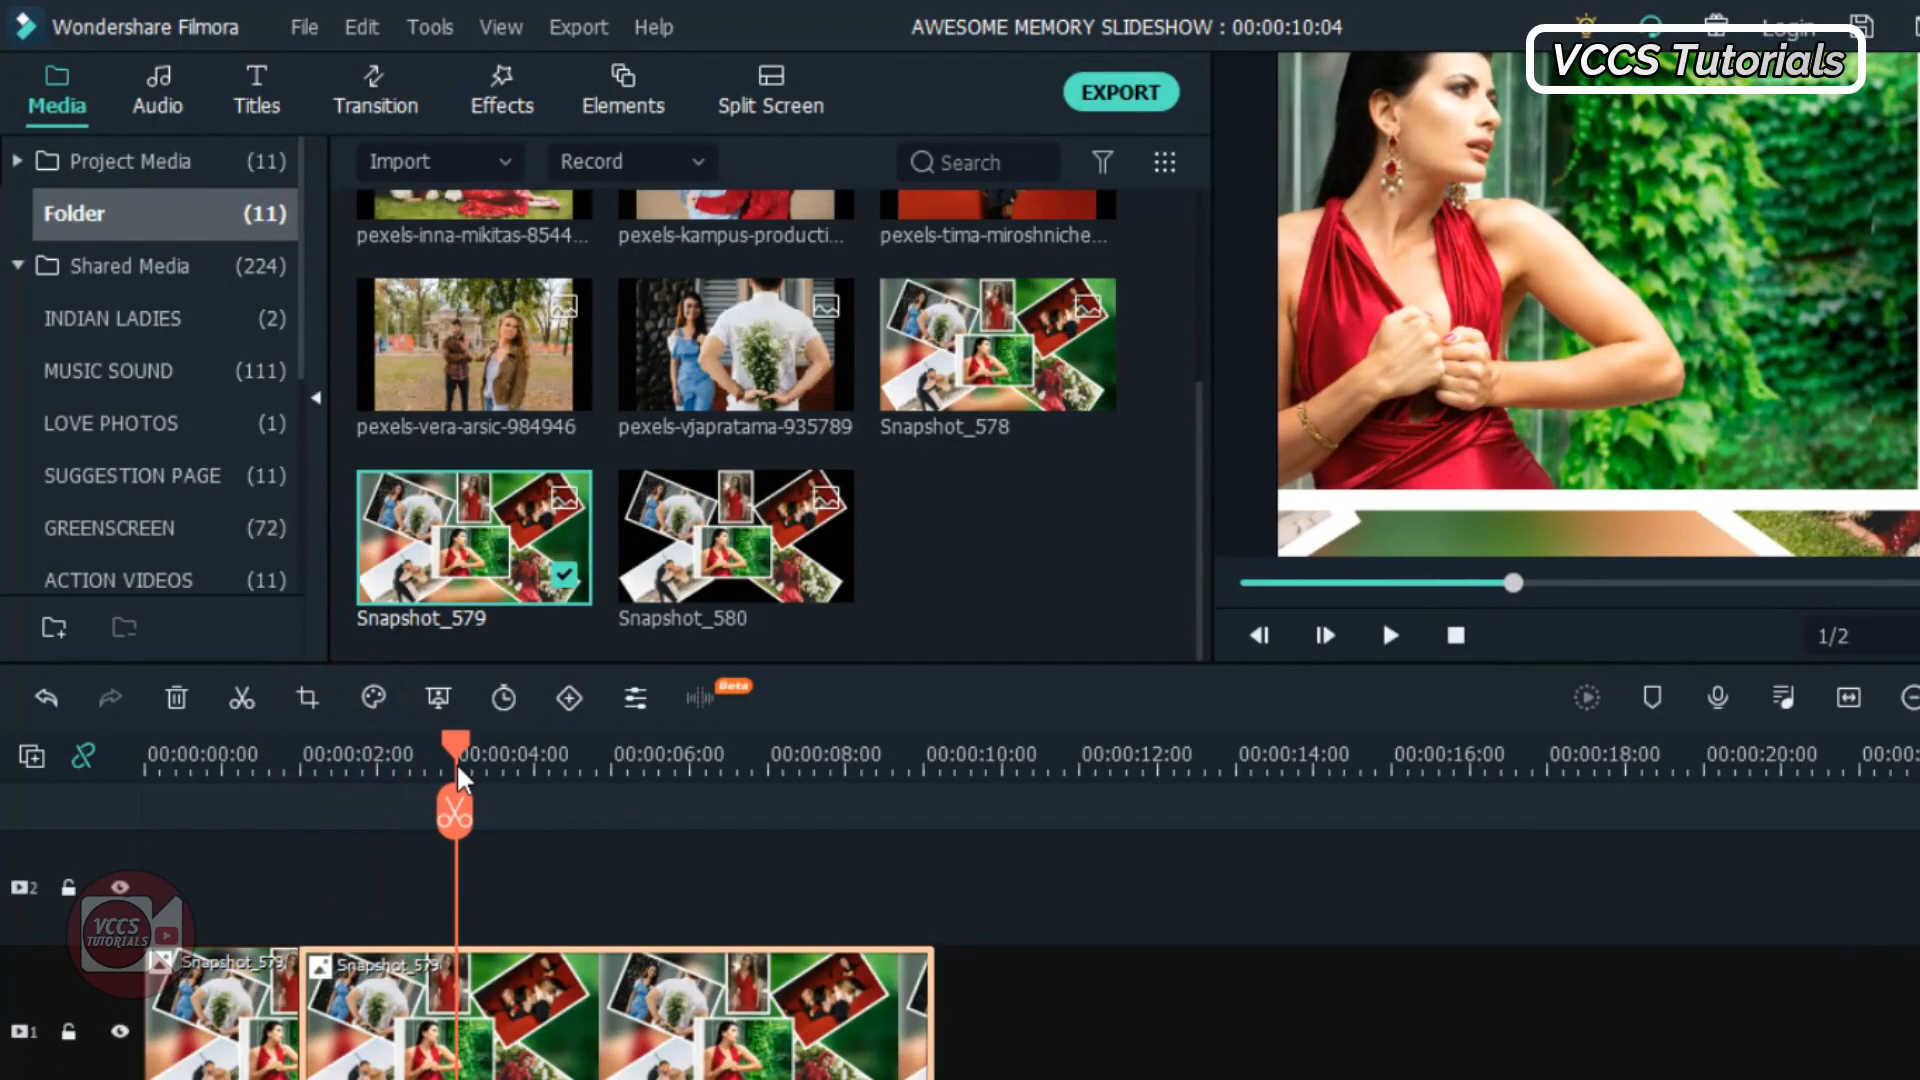 Wondershare Filmora File Edit Tools View Export Help AWESOME MEMORY SLIDESHOW : 00:00:10:04 Login
VCCS Tutorials
Media Audio Titles Transition Effects Elements Split Screen EXPORT
Project Media (11)
Folder (11)
Shared Media (224)
INDIAN LADIES (2)
MUSIC SOUND (111)
LOVE PHOTOS (1)
SUGGESTION PAGE (11)
GREENSCREEN (72)
ACTION VIDEOS (11)
Import Record Search
pexels-inna-mikitas-8544... pexels-kampus-producti... pexels-tima-miroshniche...
pexels-vera-arsic-984946 pexels-vjapratama-935789 Snapshot_578
Snapshot_579 Snapshot_580
1/2
Beta
00:00:00:00 00:00:02:00 00:00:04:00 00:00:06:00 00:00:08:00 00:00:10:00 00:00:12:00 00:00:14:00 00:00:16:00 00:00:18:00 00:00:20:00 00:00:
2
VCCS
TUTORIALS
Snapshot_579 Snapshot_579
1